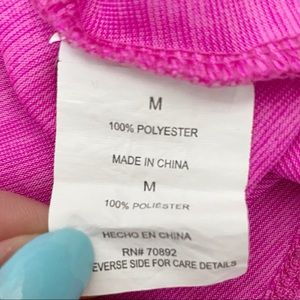 M
100% POLYESTER
MADE IN CHINA
M
100% POLIESTER
HECHO EN CHINA
RN# 70892
EVERSE SIDE FOR CARE DETAILS